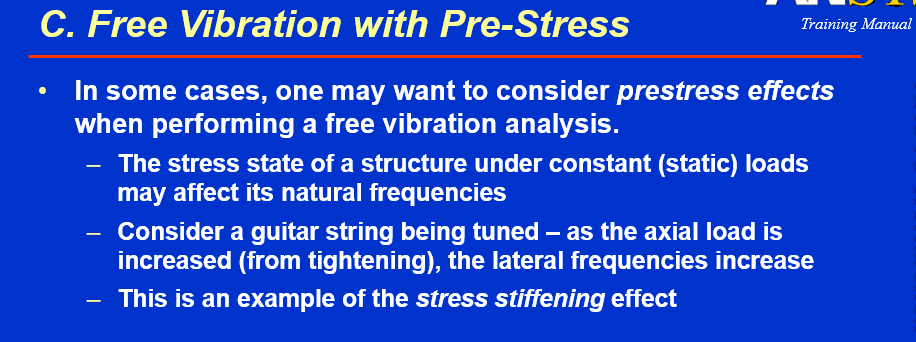 C. Free Vibration with Pre-Stress
Training Manual
• In some cases, one may want to consider prestress effects
when performing a free vibration analysis.
– The stress state of a structure under constant (static) loads
may affect its natural frequencies
– Consider a guitar string being tuned – as the axial load is
increased (from tightening), the lateral frequencies increase
– This is an example of the stress stiffening effect